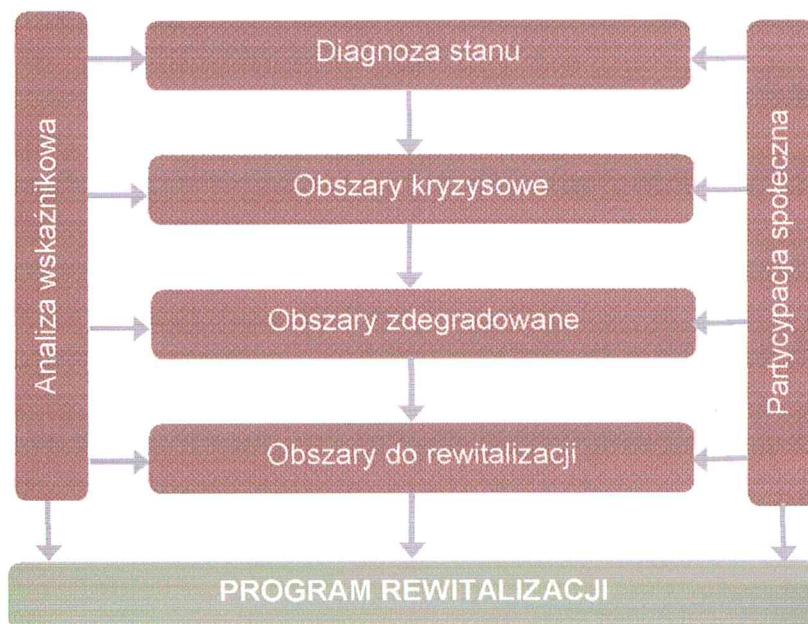 Diagnoza stanu
Analiza wskaźnikowa
Partycypacja społeczna
Obszary kryzysowe
Obszary zdegradowane
Obszary do rewitalizacji
PROGRAM REWITALIZACJI